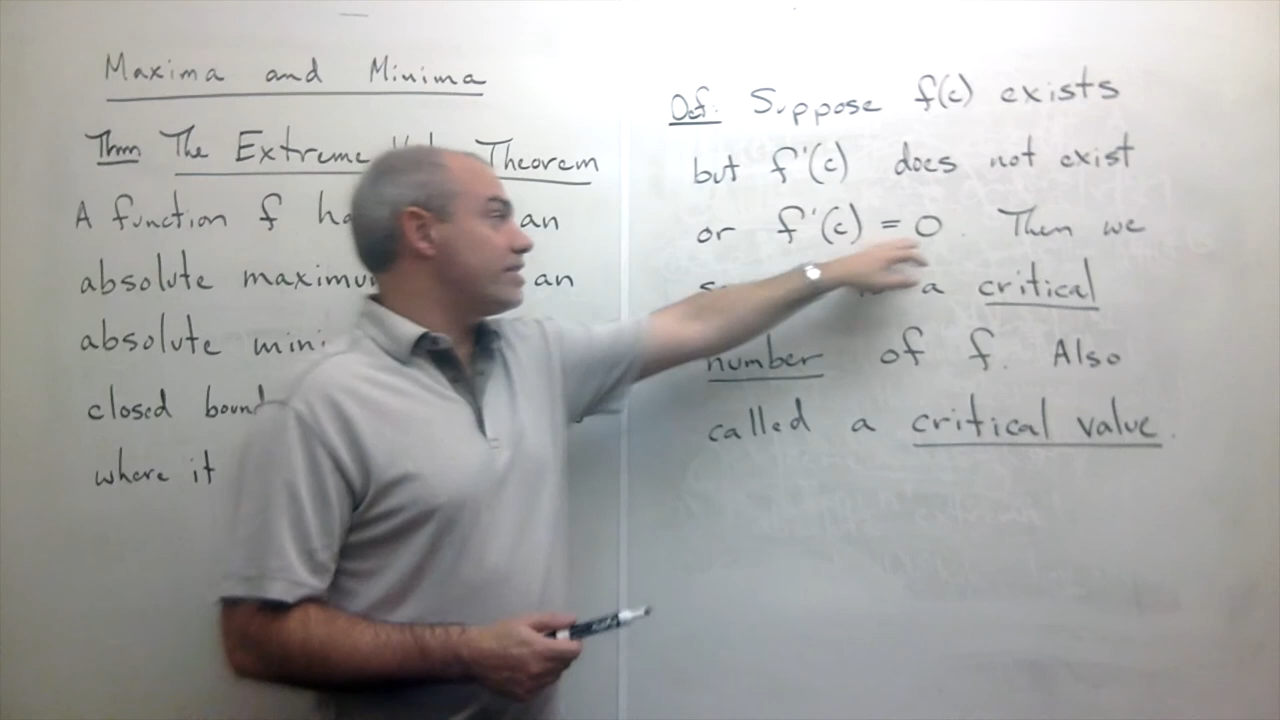 Maxima and Minima
Thm The Extreme Theorem
A function f ha an
absolute maximu an
absolute mini
closed bound
where it
Def: Suppose f(c) exists
but f'(c) does not exist
or f'(c) = 0. Then we
a critical
number of f. Also
called a critical value.